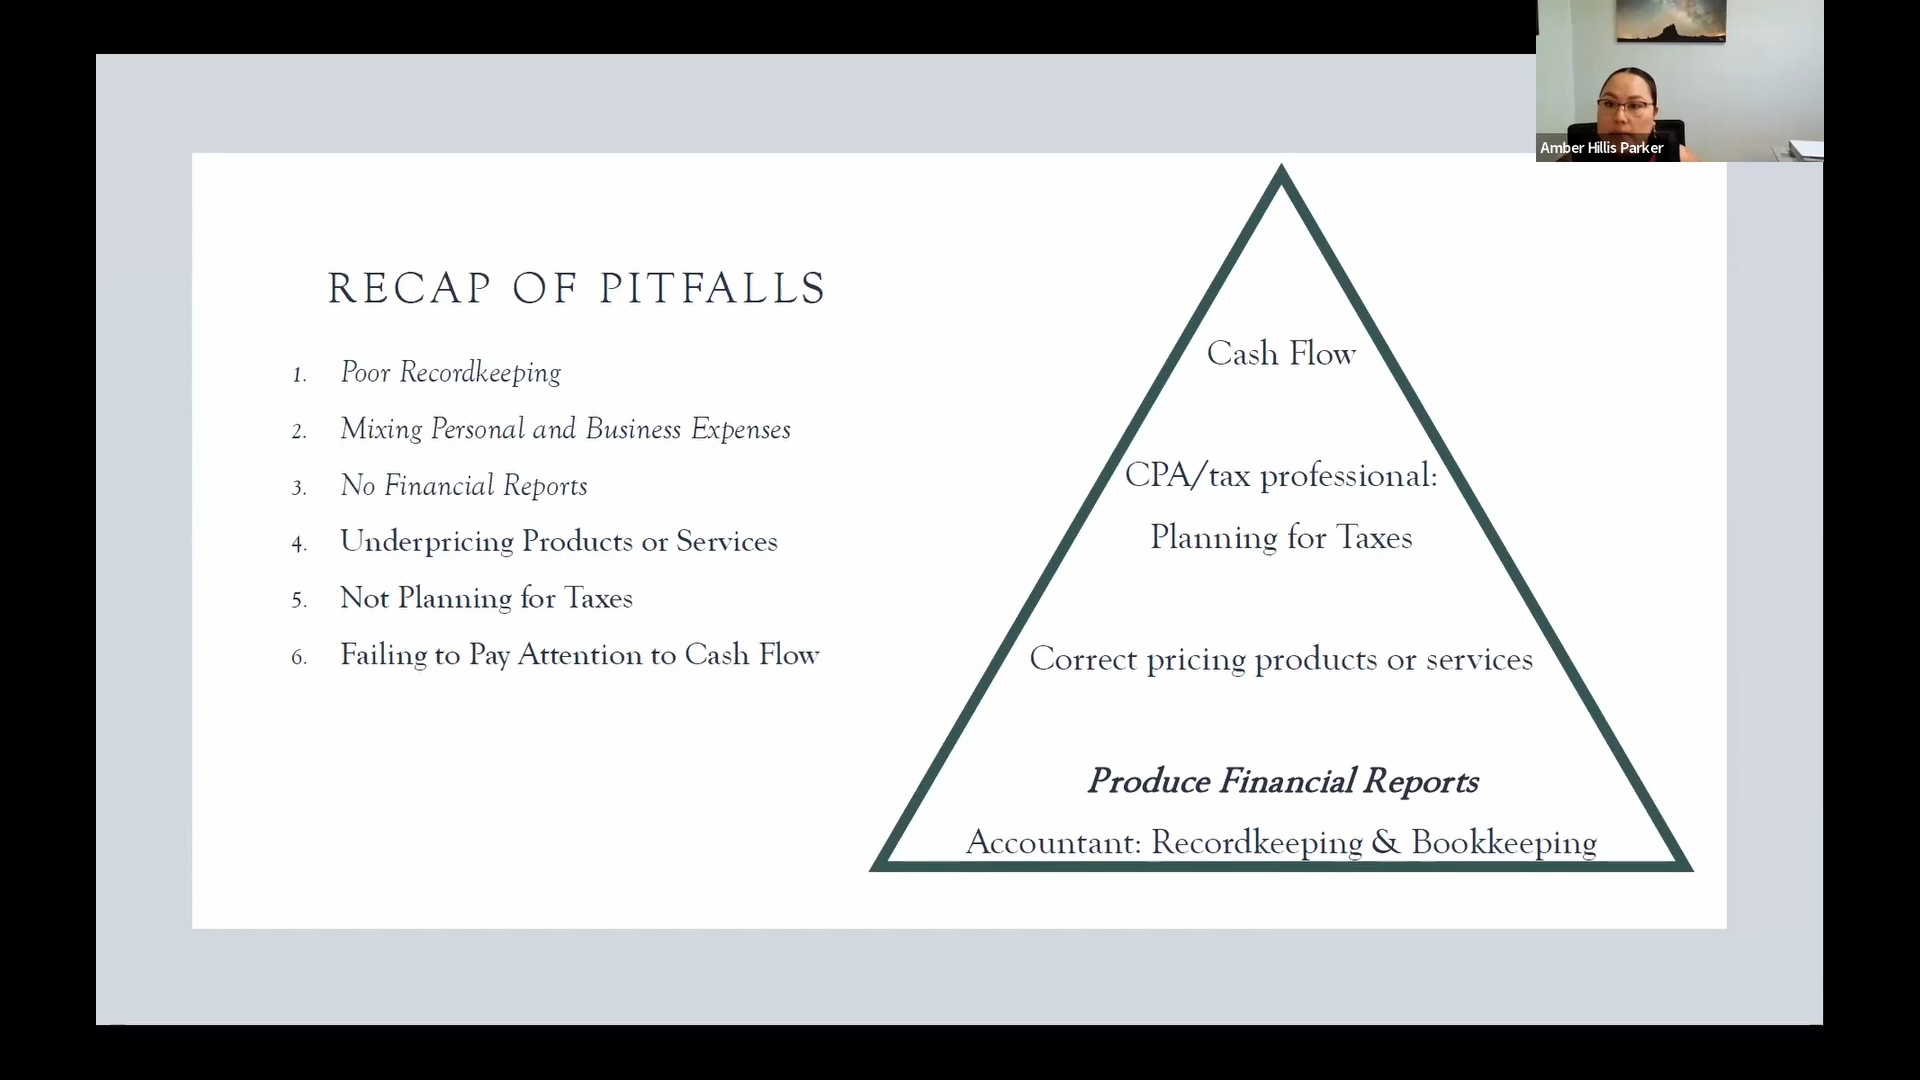 Amber Hillis Parker
RECAP OF PITFALLS
1. Poor Recordkeeping
2. Mixing Personal and Business Expenses
3. No Financial Reports
4. Underpricing Products or Services
5. Not Planning for Taxes
6. Failing to Pay Attention to Cash Flow
Cash Flow
CPA/tax professional:
Planning for Taxes
Correct pricing products or services
Produce Financial Reports
Accountant: Recordkeeping & Bookkeeping